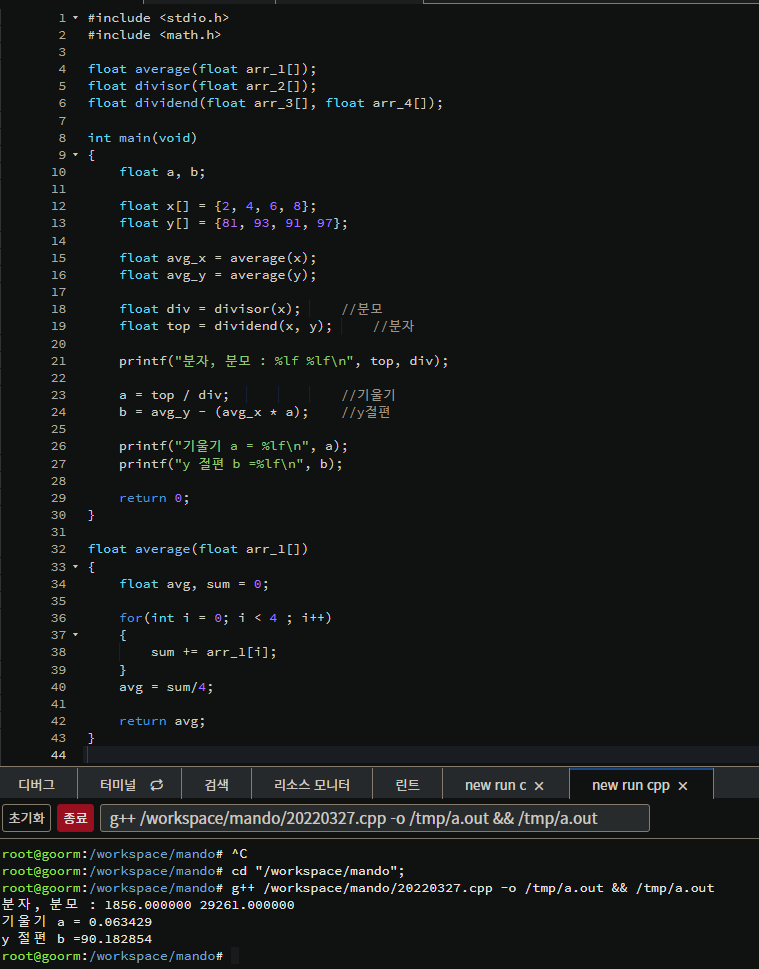 1 #include <stdio.h>
2 #include <math.h>
3
4 float average(float arr_1[]);
5 float divisor(float arr_2[]);
6 float dividend(float arr_3[], float arr_4[]);
7
8 int main(void)
9 {
10 float a, b;
11
12 float x[] = {2, 4, 6, 8};
13 float y[] = {81, 93, 91, 97};
14
15 float avg_x = average(x);
16 float avg_y = average(y);
17
18 float div = divisor(x); //분모
19 float top = dividend(x, y); //분자
20
21 printf("분자, 분모 : %lf %lf\n", top, div);
22
23 a = top / div; //기울기
24 b = avg_y - (avg_x * a); //y절편
25
26 printf("기울기 a = %lf\n", a);
27 printf("y 절편 b =%lf\n", b);
28
29 return 0;
30 }
31
32 float average(float arr_1[])
33 {
34 float avg, sum = 0;
35
36 for(int i = 0; i < 4 ; i++)
37 {
38 sum += arr_1[i];
39 }
40 avg = sum/4;
41
42 return avg;
43 }
44
디버그 터미널 검색 리소스 모니터 린트 new run c × new run cpp ×
초기화 종료 g++ /workspace/mando/20220327.cpp -o /tmp/a.out && /tmp/a.out
root@goorm:/workspace/mando# ^C
root@goorm:/workspace/mando# cd "/workspace/mando";
root@goorm:/workspace/mando# g++ /workspace/mando/20220327.cpp -o /tmp/a.out && /tmp/a.out
분자, 분모 : 1856.000000 29261.000000
기울기 a = 0.063429
y 절편 b =90.182854
root@goorm:/workspace/mando#